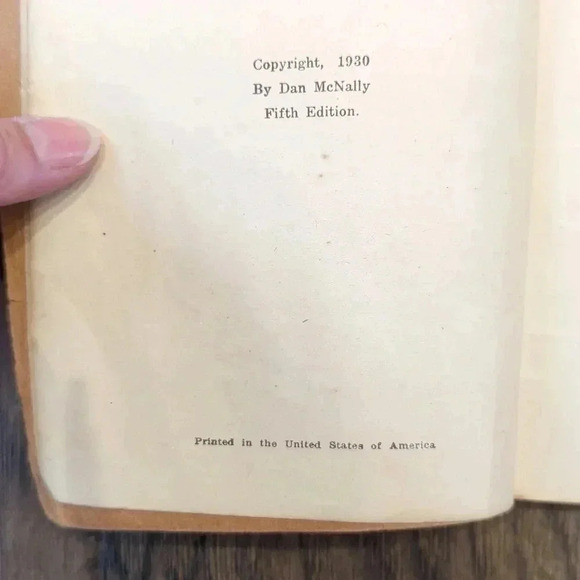 Copyright, 1930
By Dan McNally
Fifth Edition.
Printed in the United States of America